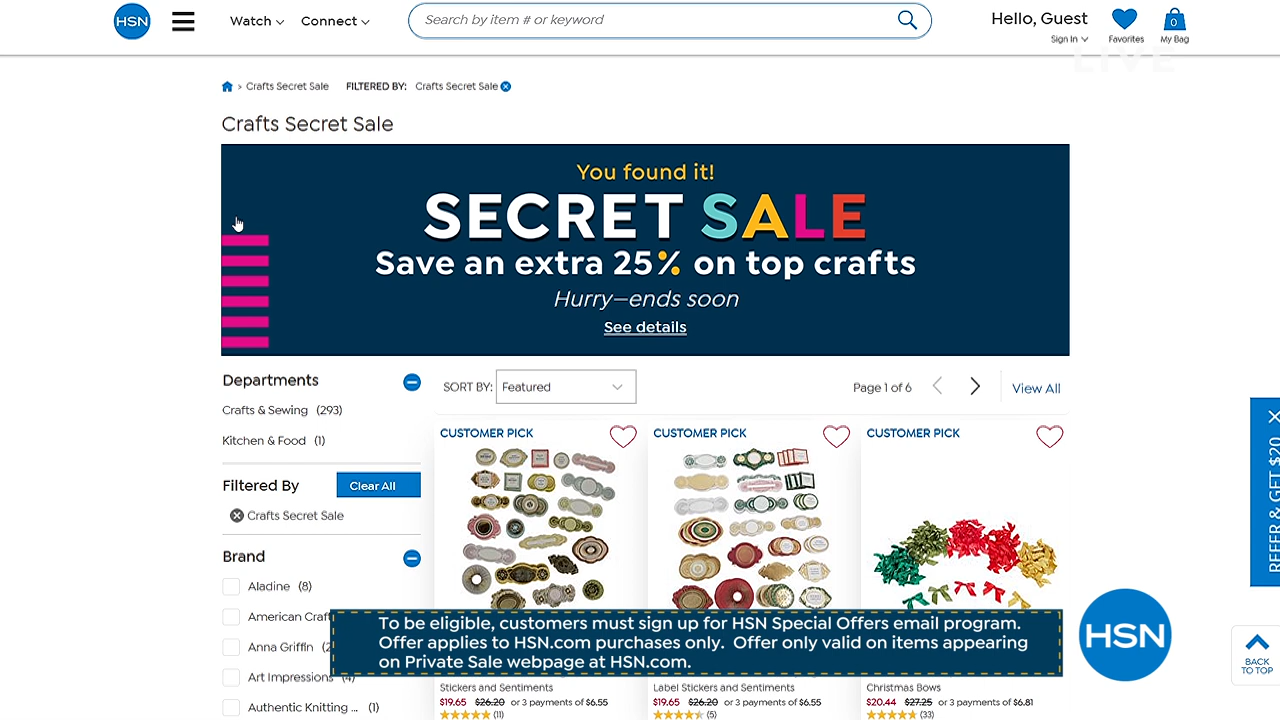 HSN
Watch
Connect
Search by item # or keyword
Hello, Guest
Sign In
Favorites
0
My Bag
LIVE
> Crafts Secret Sale
FILTERED BY:
Crafts Secret Sale
Crafts Secret Sale
You found it!
SECRET SALE
Save an extra 25% on top crafts
Hurry—ends soon
See details
Departments
Crafts & Sewing (293)
Kitchen & Food (1)
Filtered By
Clear All
Crafts Secret Sale
Brand
Aladine (8)
American Craf
Anna Griffin (2
Art Impressions (4)
Authentic Knitting ... (1)
SORT BY:
Featured
Page 1 of 6
View All
CUSTOMER PICK
CUSTOMER PICK
CUSTOMER PICK
To be eligible, customers must sign up for HSN Special Offers email program.
Offer applies to HSN.com purchases only. Offer only valid on items appearing
on Private Sale webpage at HSN.com.
Stickers and Sentiments
$19.65 $26.20 or 3 payments of $6.55
(11)
Label Stickers and Sentiments
$19.65 $26.20 or 3 payments of $6.55
(5)
Christmas Bows
$20.44 $27.25 or 3 payments of $6.81
(33)
REFER & GET $20
HSN
BACK
TO TOP